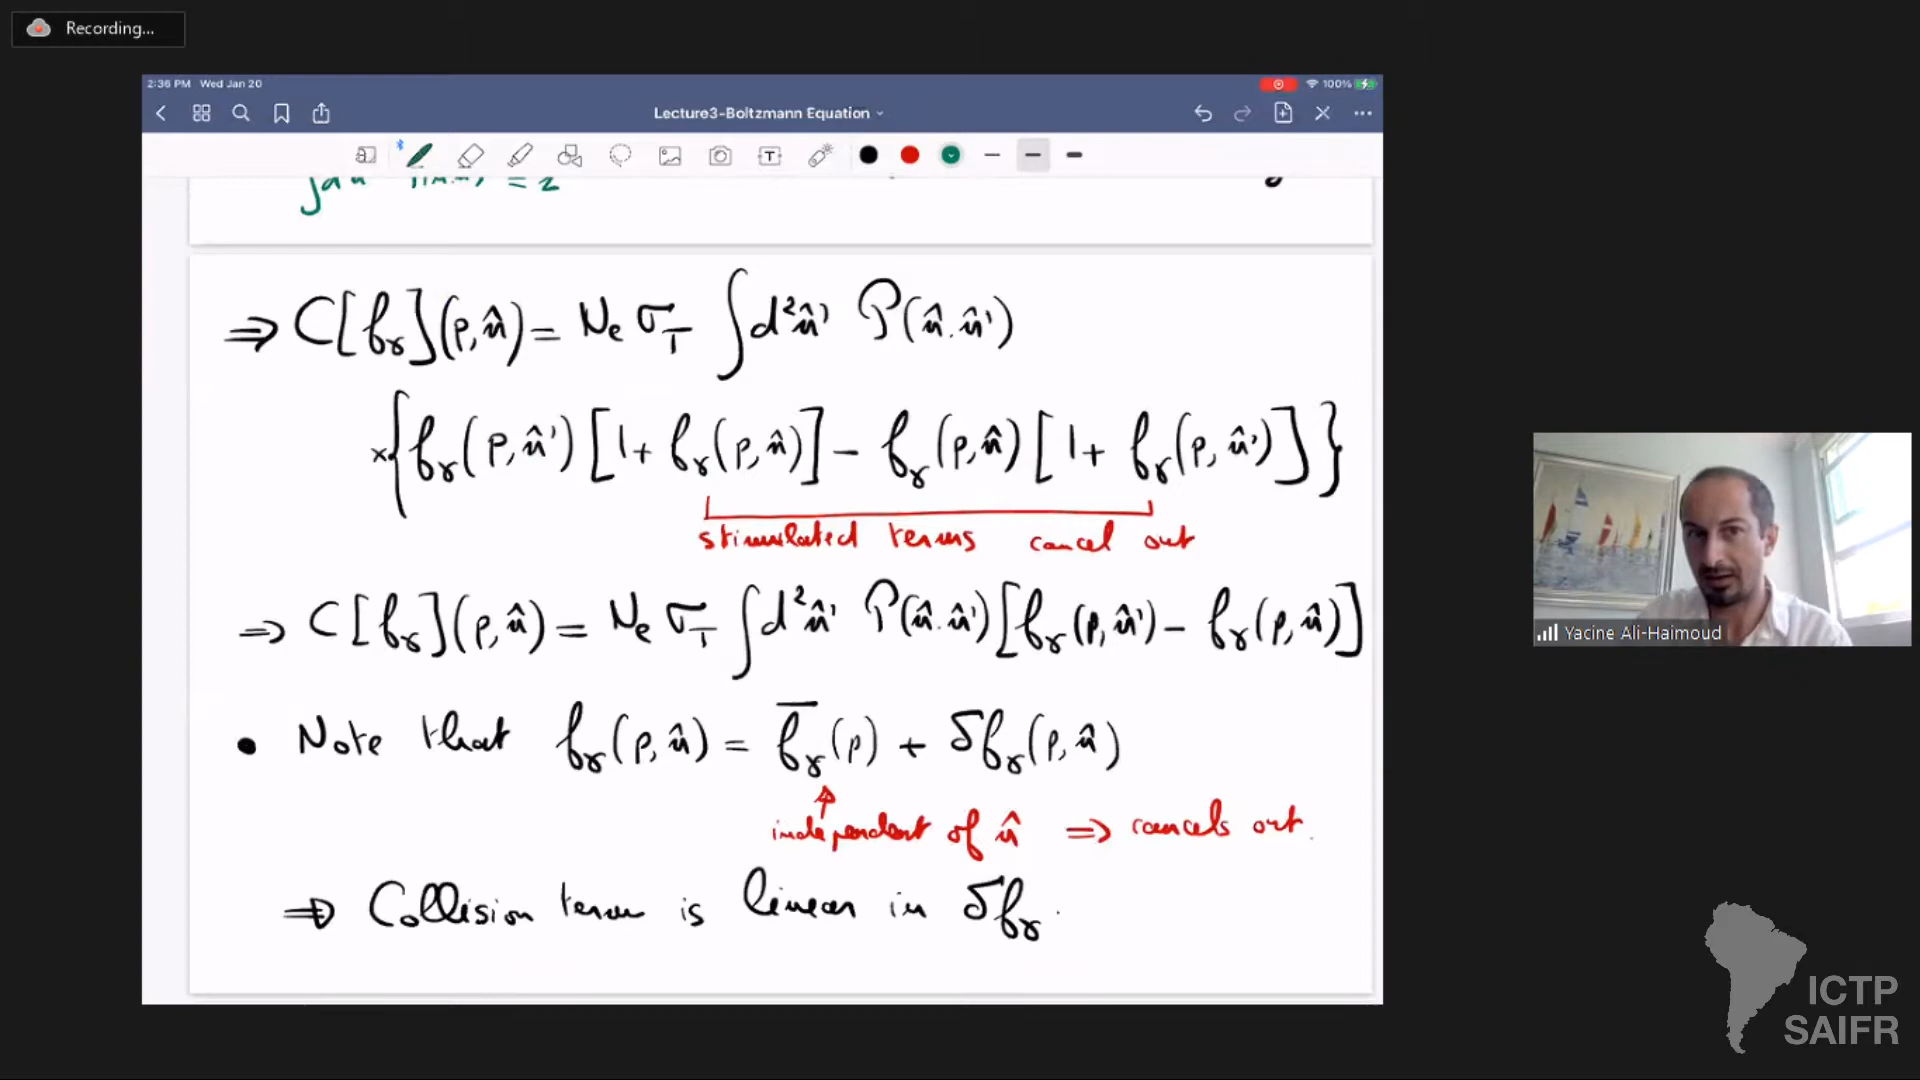 Recording...
2:36 PM Wed Jan 20
100%
Lecture3-Boltzmann Equation
= 2
⇒ C[fγ](p, n̂) = Ne σT ∫d²n̂' P(n̂.n̂')
×{fγ(p, n̂')[1+ fγ(p, n̂)] − fγ(p, n̂)[1+ fγ(p, n̂')]}
stimulated terms cancel out
⇒ C[fγ](p, n̂) = Ne σT ∫d²n̂' P(n̂.n̂')[fγ(p, n̂') − fγ(p, n̂)]
• Note that fγ(p, n̂) = f̄γ(p) + δfγ(p, n̂)
↑
independent of n̂ ⇒ cancels out.
⇒ Collision term is linear in δfγ.
Yacine Ali-Haimoud
ICTP
SAIFR